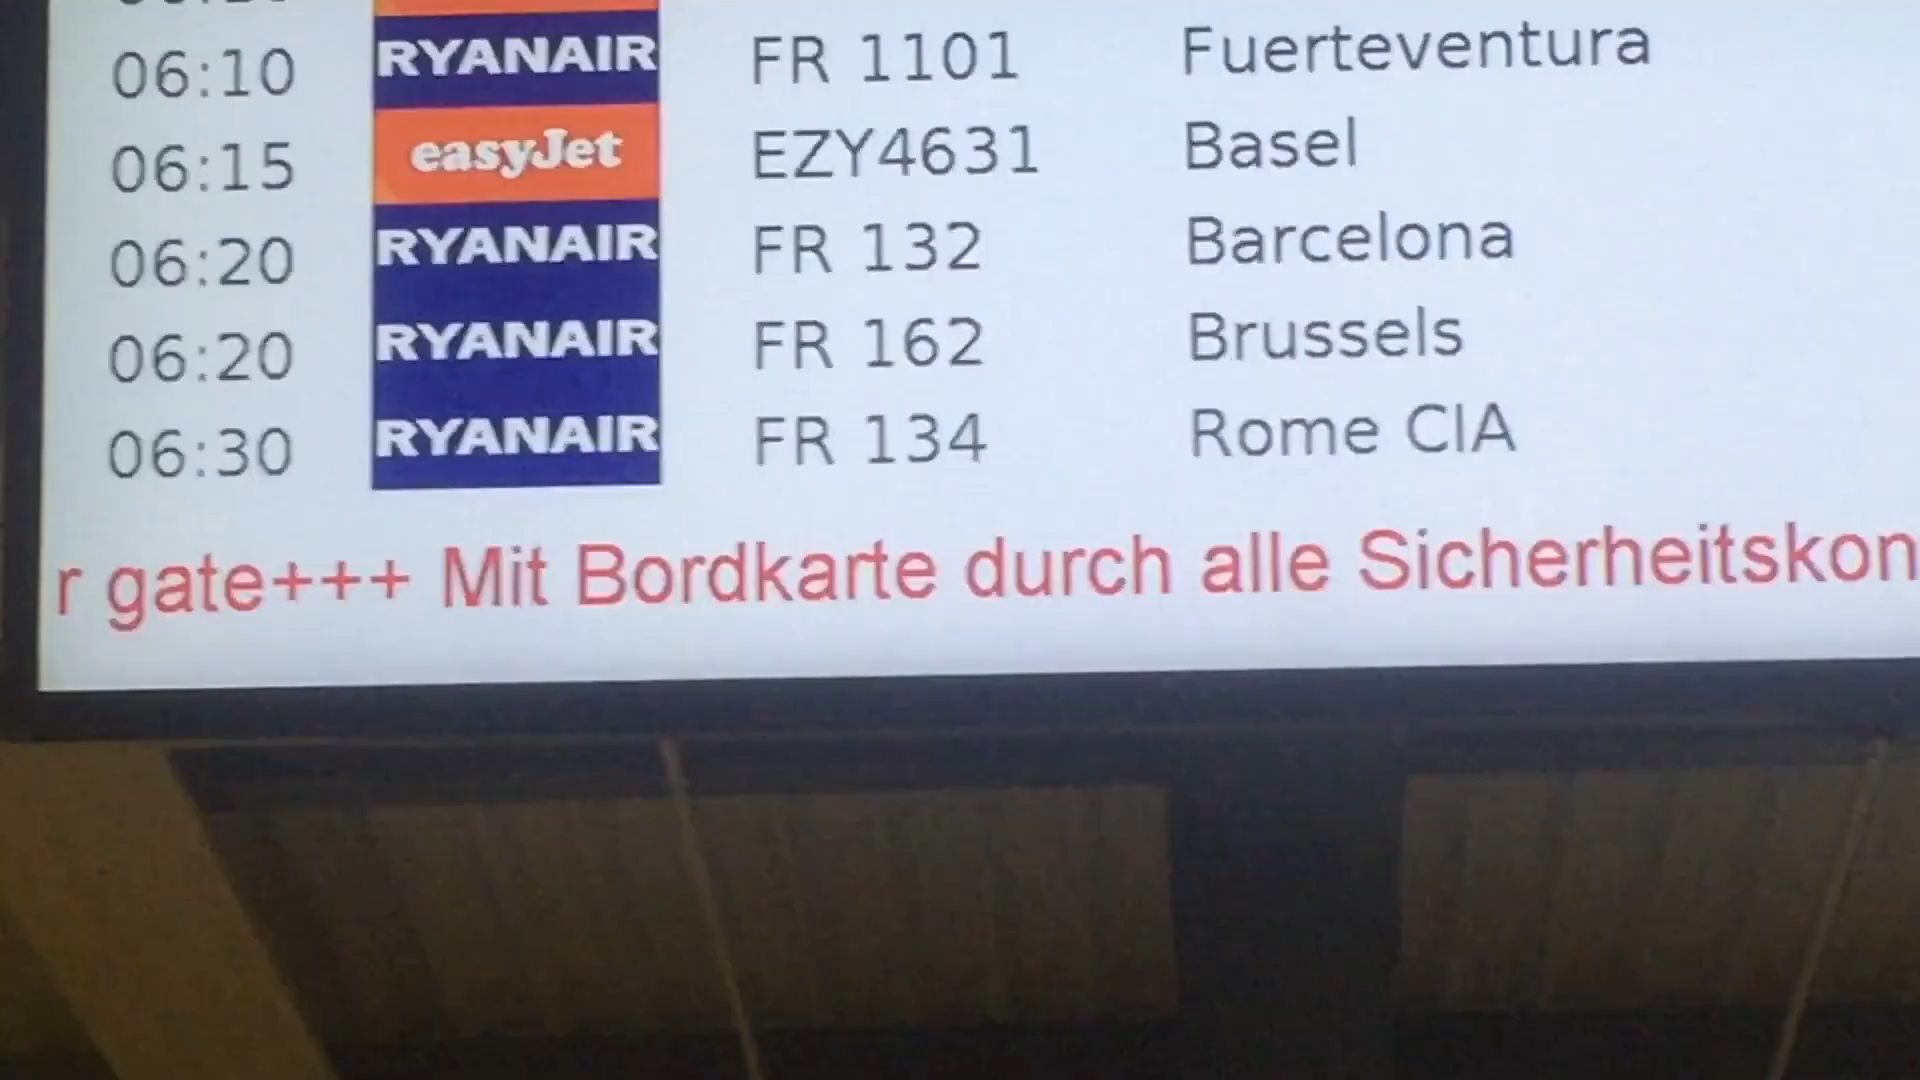 06:10 RYANAIR FR 1101 Fuerteventura
06:15 easyJet EZY4631 Basel
06:20 RYANAIR FR 132 Barcelona
06:20 RYANAIR FR 162 Brussels
06:30 RYANAIR FR 134 Rome CIA
r gate+++ Mit Bordkarte durch alle Sicherheitskon